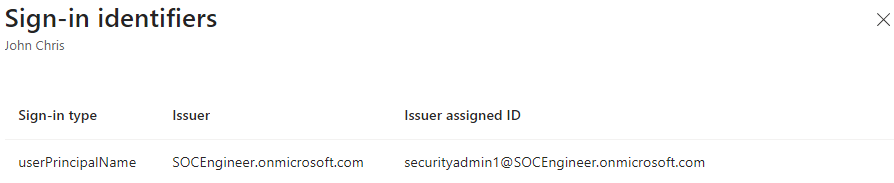 Sign-in identifiers
John Chris
Sign-in type Issuer Issuer assigned ID
userPrincipalName SOCEngineer.onmicrosoft.com securityadmin1@SOCEngineer.onmicrosoft.com